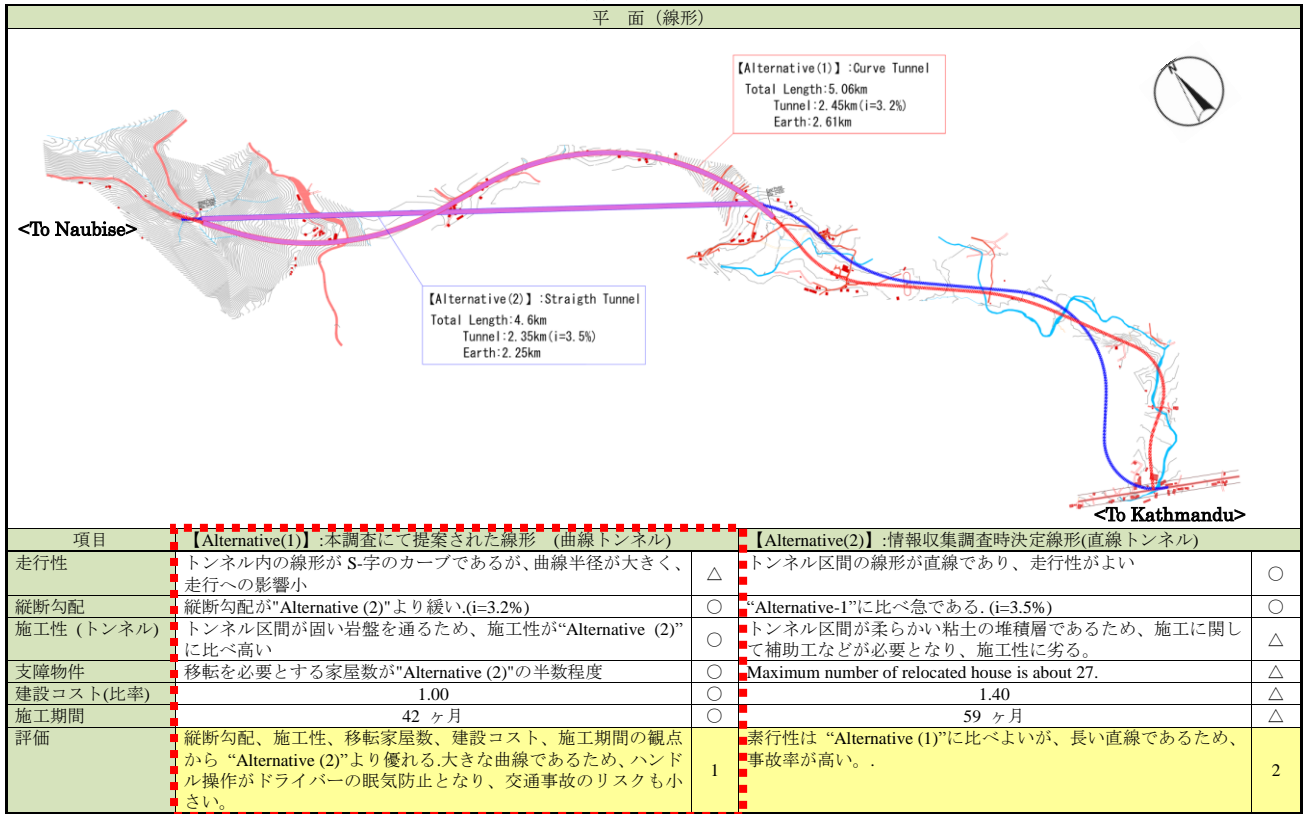 平 面（線形）
【Alternative(1)】:Curve Tunnel
Total Length:5.06km
Tunnel:2.45km(i=3.2%)
Earth:2.61km
N
<To Naubise>
【Alternative(2)】:Straigth Tunnel
Total Length:4.6km
Tunnel:2.35km(i=3.5%)
Earth:2.25km
<To Kathmandu>
項目 【Alternative(1)】:本調査にて提案された線形 (曲線トンネル) 【Alternative(2)】:情報収集調査時決定線形(直線トンネル)
走行性
トンネル内の線形が S-字のカーブであるが、曲線半径が大きく、
走行への影響小
△
トンネル区間の線形が直線であり、走行性がよい
○
縦断勾配 縦断勾配が"Alternative (2)"より緩い.(i=3.2%) ○ “Alternative-1”に比べ急である. (i=3.5%) ○
施工性 (トンネル)
トンネル区間が固い岩盤を通るため、施工性が“Alternative (2)”
に比べ高い
○
トンネル区間が柔らかい粘土の堆積層であるため、施工に関し
て補助工などが必要となり、施工性に劣る。
△
支障物件 移転を必要とする家屋数が"Alternative (2)"の半数程度 ○ Maximum number of relocated house is about 27. △
建設コスト(比率) 1.00 ○ 1.40 △
施工期間 42 ヶ月 ○ 59 ヶ月 △
評価
縦断勾配、施工性、移転家屋数、建設コスト、施工期間の観点
から “Alternative (2)”より優れる.大きな曲線であるため、ハンド
ル操作がドライバーの眠気防止となり、交通事故のリスクも小
さい。
1
素行性は “Alternative (1)”に比べよいが、長い直線であるため、
事故率が高い。.
2